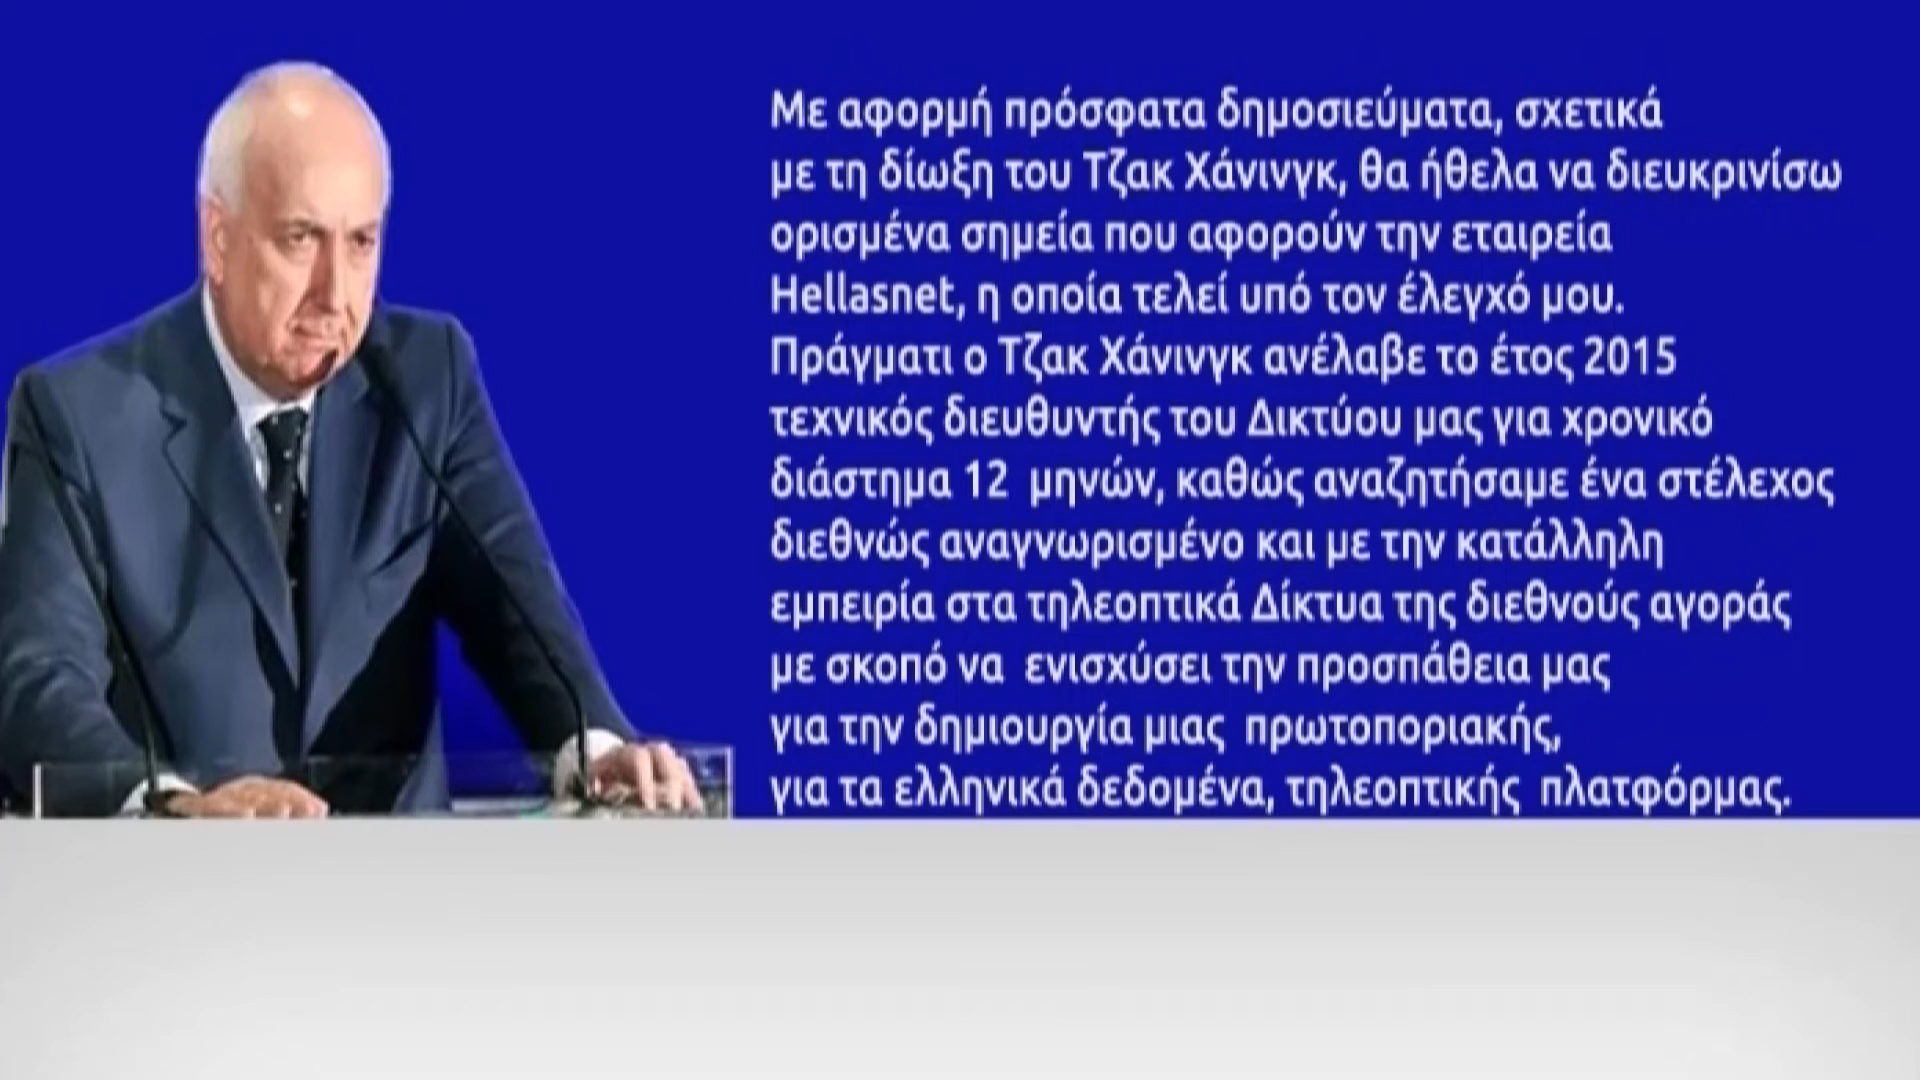 Με αφορμή πρόσφατα δημοσιεύματα, σχετικά
με τη δίωξη του Τζακ Χάνινγκ, θα ήθελα να διευκρινίσω
ορισμένα σημεία που αφορούν την εταιρεία
Hellasnet, η οποία τελεί υπό τον έλεγχό μου.
Πράγματι ο Τζακ Χάνινγκ ανέλαβε το έτος 2015
τεχνικός διευθυντής του Δικτύου μας για χρονικό
διάστημα 12 μηνών, καθώς αναζητήσαμε ένα στέλεχος
διεθνώς αναγνωρισμένο και με την κατάλληλη
εμπειρία στα τηλεοπτικά Δίκτυα της διεθνούς αγοράς
με σκοπό να ενισχύσει την προσπάθεια μας
για την δημιουργία μιας πρωτοποριακής,
για τα ελληνικά δεδομένα, τηλεοπτικής πλατφόρμας.